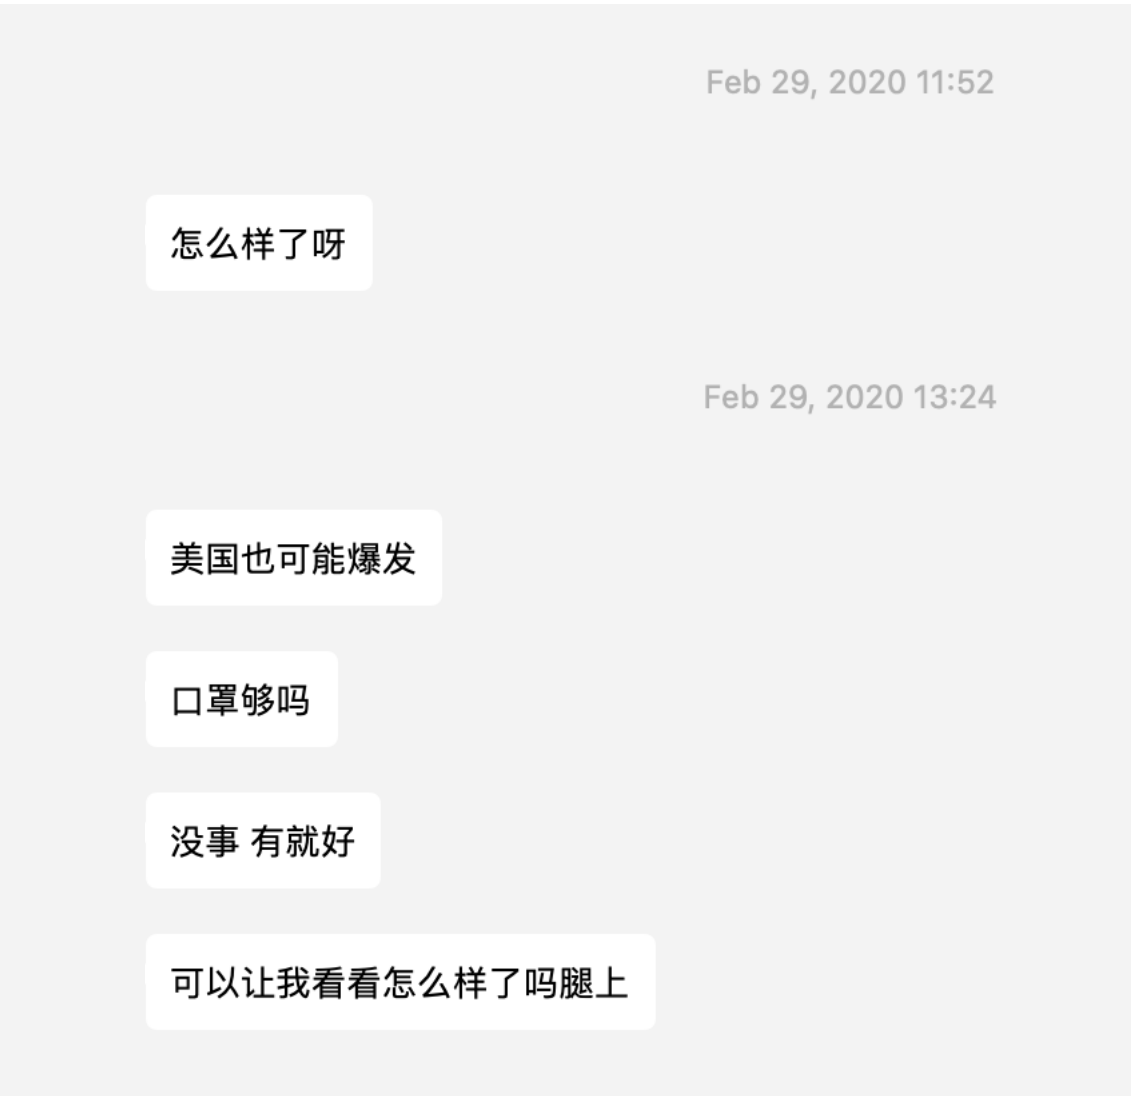 Feb 29, 2020 11:52
怎么样了呀
Feb 29, 2020 13:24
美国也可能爆发
口罩够吗
没事 有就好
可以让我看看怎么样了吗腿上